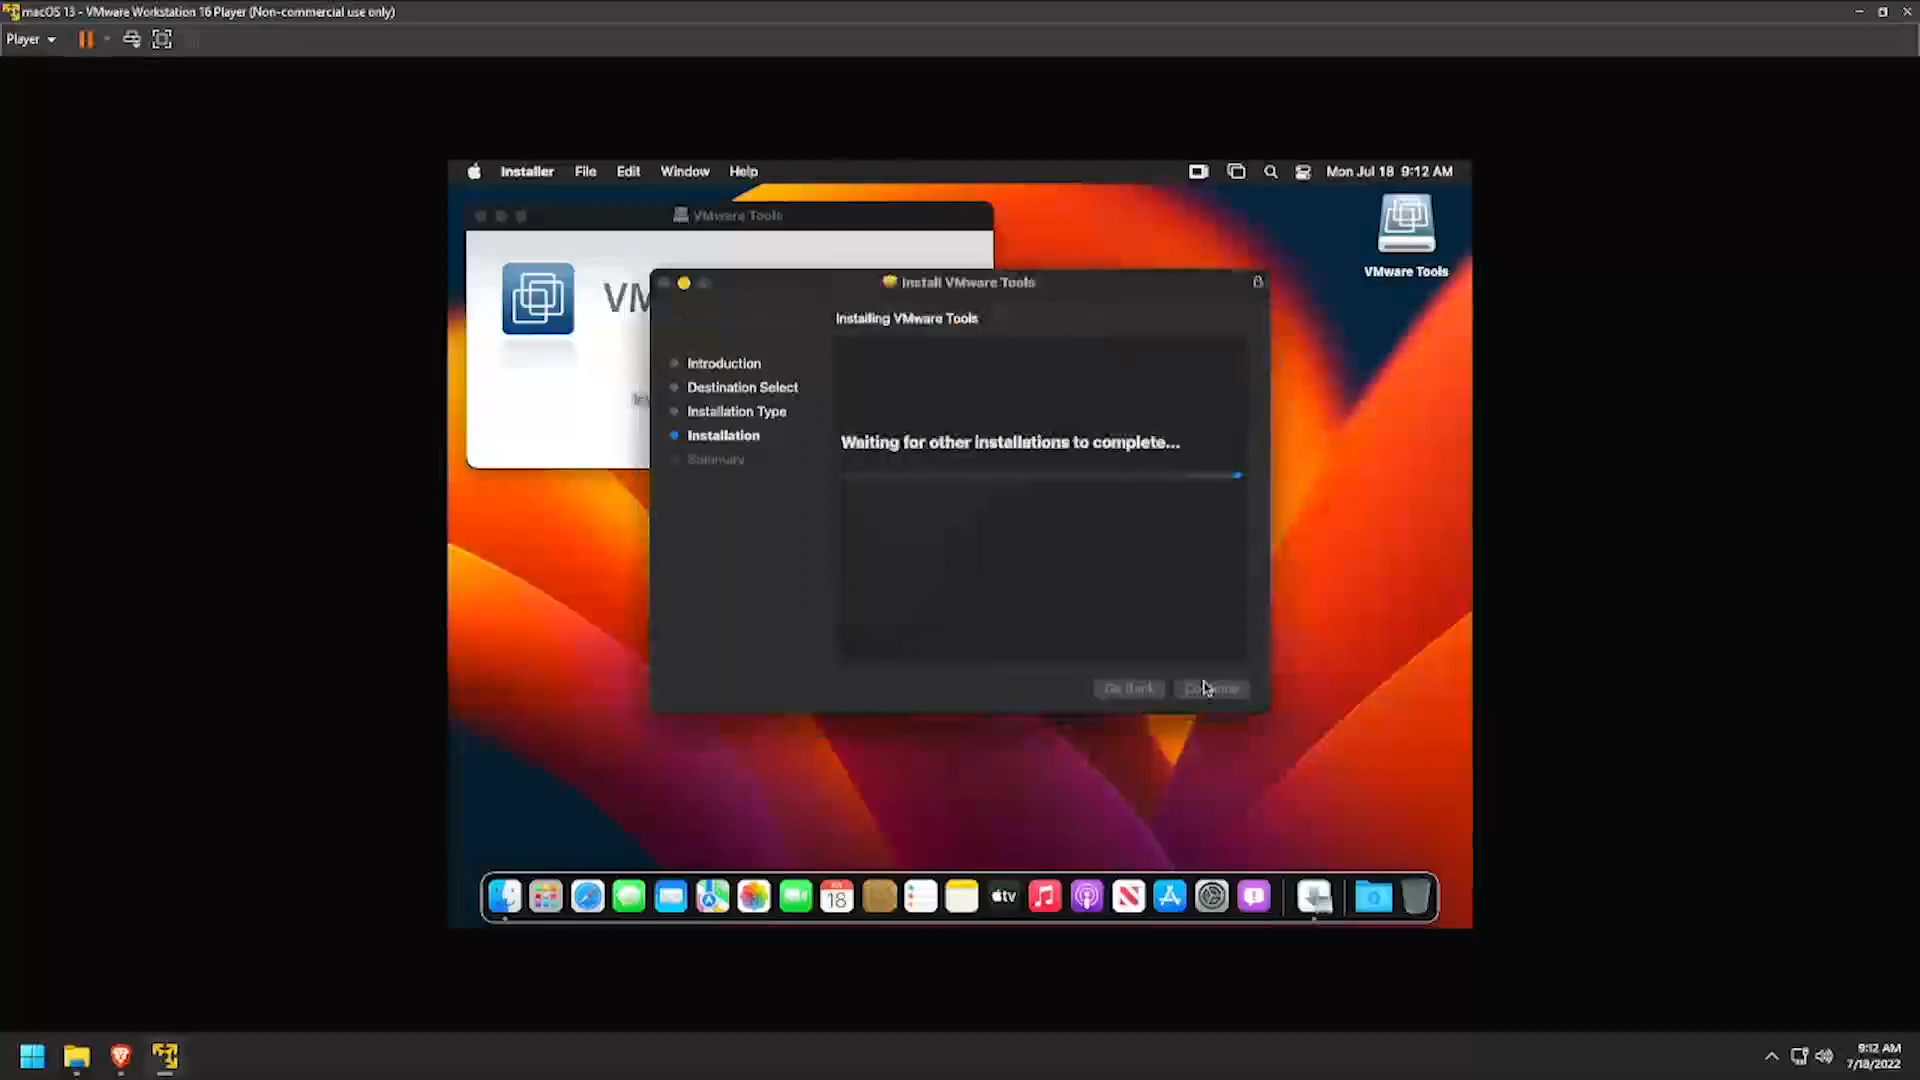 macOS 13 - VMware Workstation 16 Player (Non-commercial use only)
Player
Installer File Edit Window Help
Mon Jul 18 9:12 AM
VMware Tools
VMware Tools
VM
Install VMware Tools
Installing VMware Tools
Introduction
Destination Select
Installation Type
Installation
Summary
Waiting for other installations to complete...
Go Back
18
tv
9:12 AM
7/18/2022